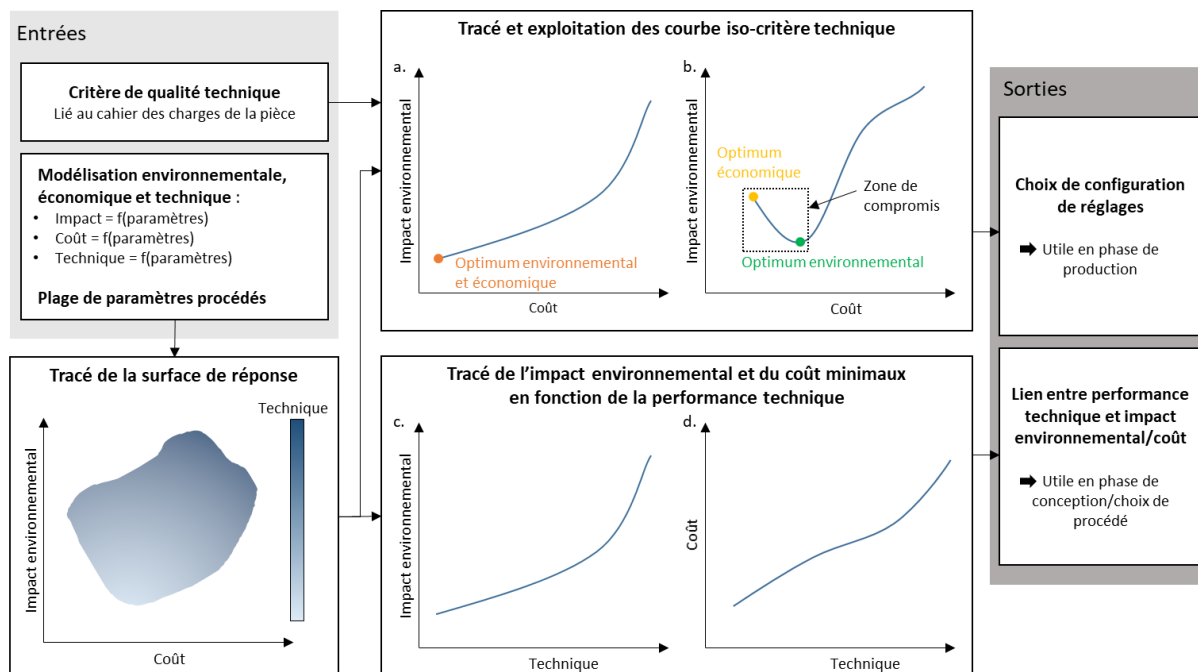 Entrées
Critère de qualité technique
Lié au cahier des charges de la pièce
Modélisation environnementale,
économique et technique :
• Impact = f(paramètres)
• Coût = f(paramètres)
• Technique = f(paramètres)
Plage de paramètres procédés
Tracé de la surface de réponse
Technique
Impact environnemental
Coût
Tracé et exploitation des courbe iso-critère technique
a.
Impact environnemental
Optimum environnemental
et économique
Coût
b.
Impact environnemental
Optimum
économique
Zone de
compromis
Optimum environnemental
Coût
Tracé de l’impact environnemental et du coût minimaux
en fonction de la performance technique
c.
Impact environnemental
Technique
d.
Coût
Technique
Sorties
Choix de configuration
de réglages
➡ Utile en phase de
production
Lien entre performance
technique et impact
environnemental/coût
➡ Utile en phase de
conception/choix de
procédé